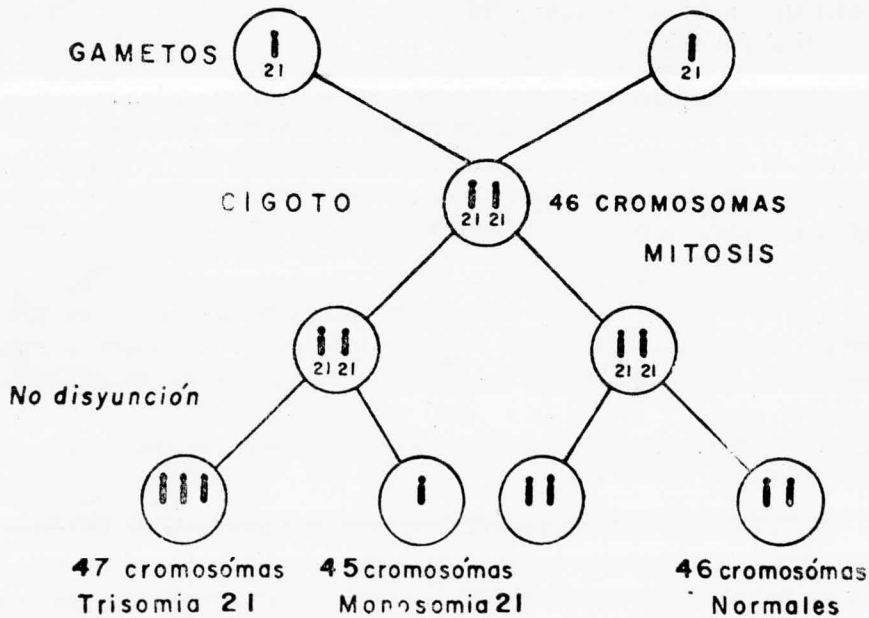 GAMETOS
21
21
CIGOTO
21 21
46 CROMOSOMAS
MITOSIS
21 21
21 21
No disyunción
47 cromosómas
Trisomia 21
45 cromosómas
Monosomia 21
46 cromosómas
Normales